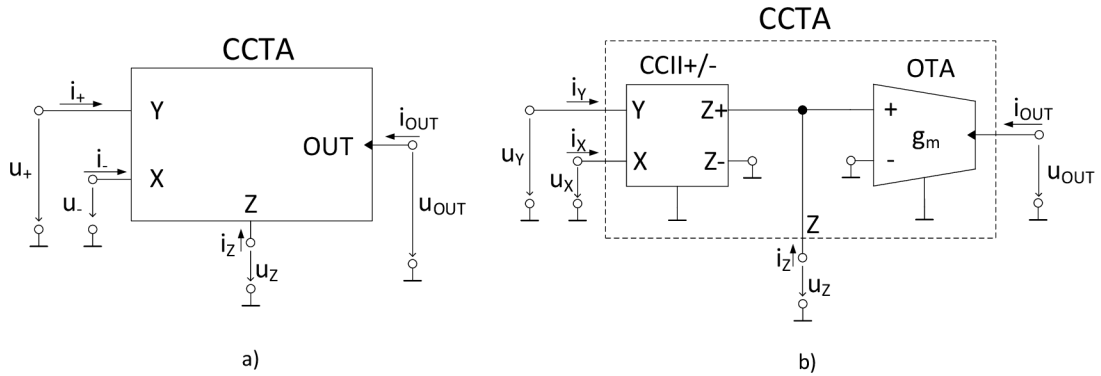 CCTA
i+
Y
u+
i-
X
u-
OUT
iOUT
uOUT
Z
iZ
uZ
a)
CCTA
CCII+/-
OTA
iY
Y
Z+
+
iOUT
gm
uY
iX
X
Z-
-
uX
uOUT
Z
iZ
uZ
b)